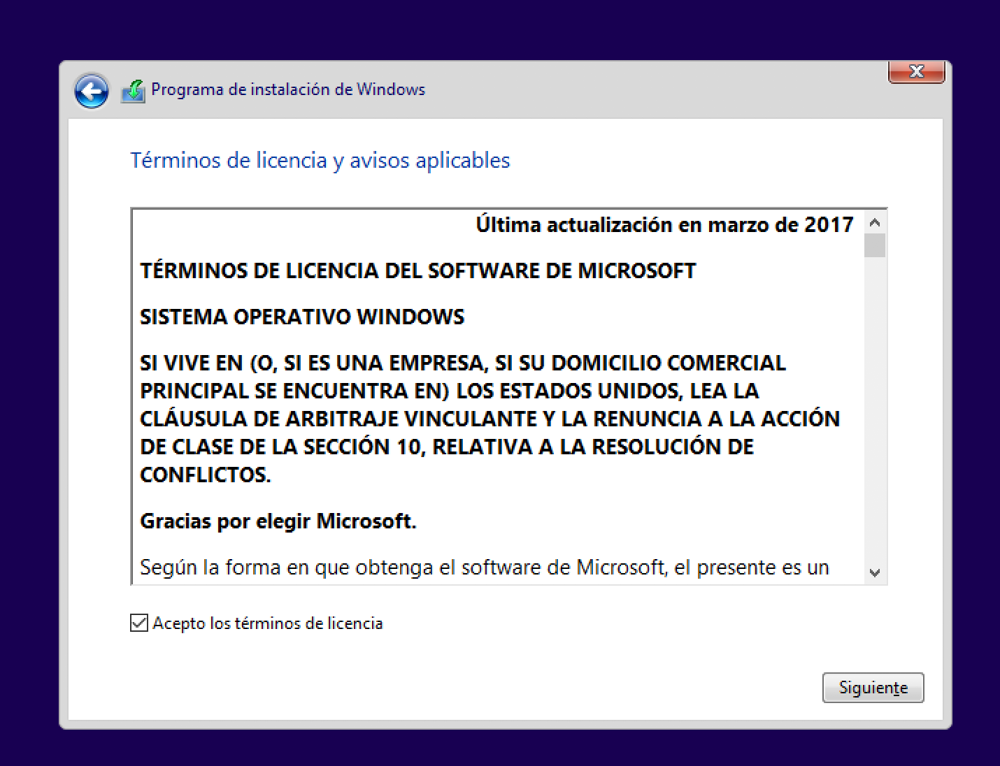 Programa de instalación de Windows
Términos de licencia y avisos aplicables
Última actualización en marzo de 2017
TÉRMINOS DE LICENCIA DEL SOFTWARE DE MICROSOFT
SISTEMA OPERATIVO WINDOWS
SI VIVE EN (O, SI ES UNA EMPRESA, SI SU DOMICILIO COMERCIAL
PRINCIPAL SE ENCUENTRA EN) LOS ESTADOS UNIDOS, LEA LA
CLÁUSULA DE ARBITRAJE VINCULANTE Y LA RENUNCIA A LA ACCIÓN
DE CLASE DE LA SECCIÓN 10, RELATIVA A LA RESOLUCIÓN DE
CONFLICTOS.
Gracias por elegir Microsoft.
Según la forma en que obtenga el software de Microsoft, el presente es un
Acepto los términos de licencia
Siguiente